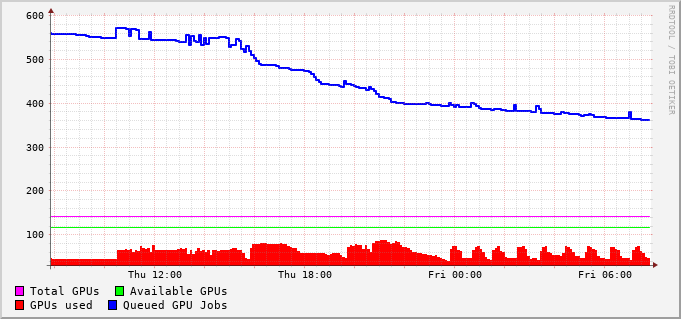 600
500
400
300
200
100
Thu 12:00 Thu 18:00 Fri 00:00 Fri 06:00
Total GPUs Available GPUs
GPUs used Queued GPU Jobs
RRDTOOL / TOBI OETIKER